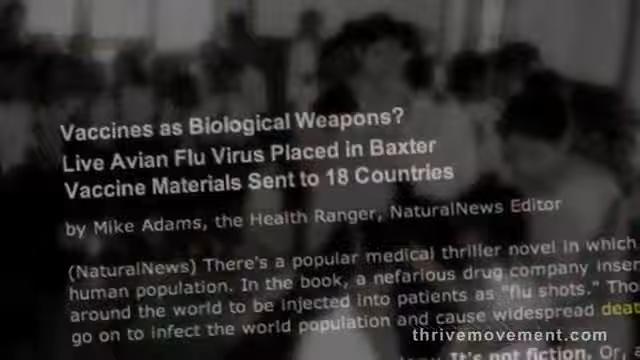 Vaccines as Biological Weapons?
Live Avian Flu Virus Placed in Baxter
Vaccine Materials Sent to 18 Countries
by Mike Adams, the Health Ranger, NaturalNews Editor
(NaturalNews) There's a popular medical thriller novel in which
human population. In the book, a nefarious drug company inser
around the world to be injected into patients as "flu shots." Tho
go on to infect the world population and cause widespread deat
it's not fiction. Or, a
thrivemovement.com